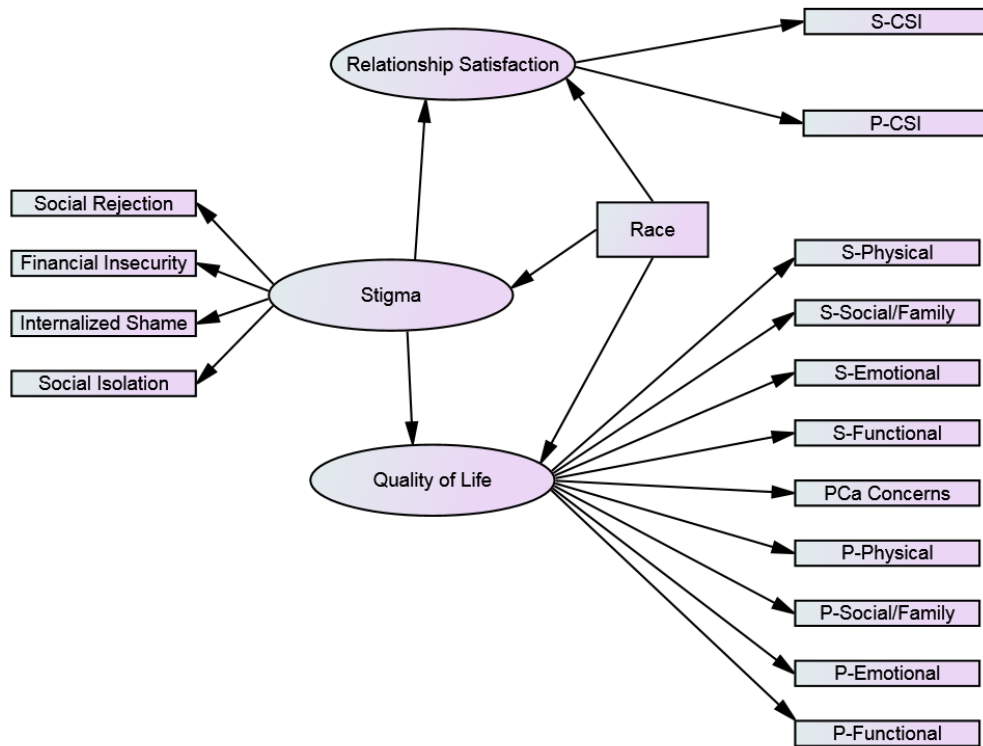 S-CSI
Relationship Satisfaction
P-CSI
Social Rejection
Race
S-Physical
Financial Insecurity
Stigma
S-Social/Family
Internalized Shame
S-Emotional
Social Isolation
S-Functional
Quality of Life
PCa Concerns
P-Physical
P-Social/Family
P-Emotional
P-Functional